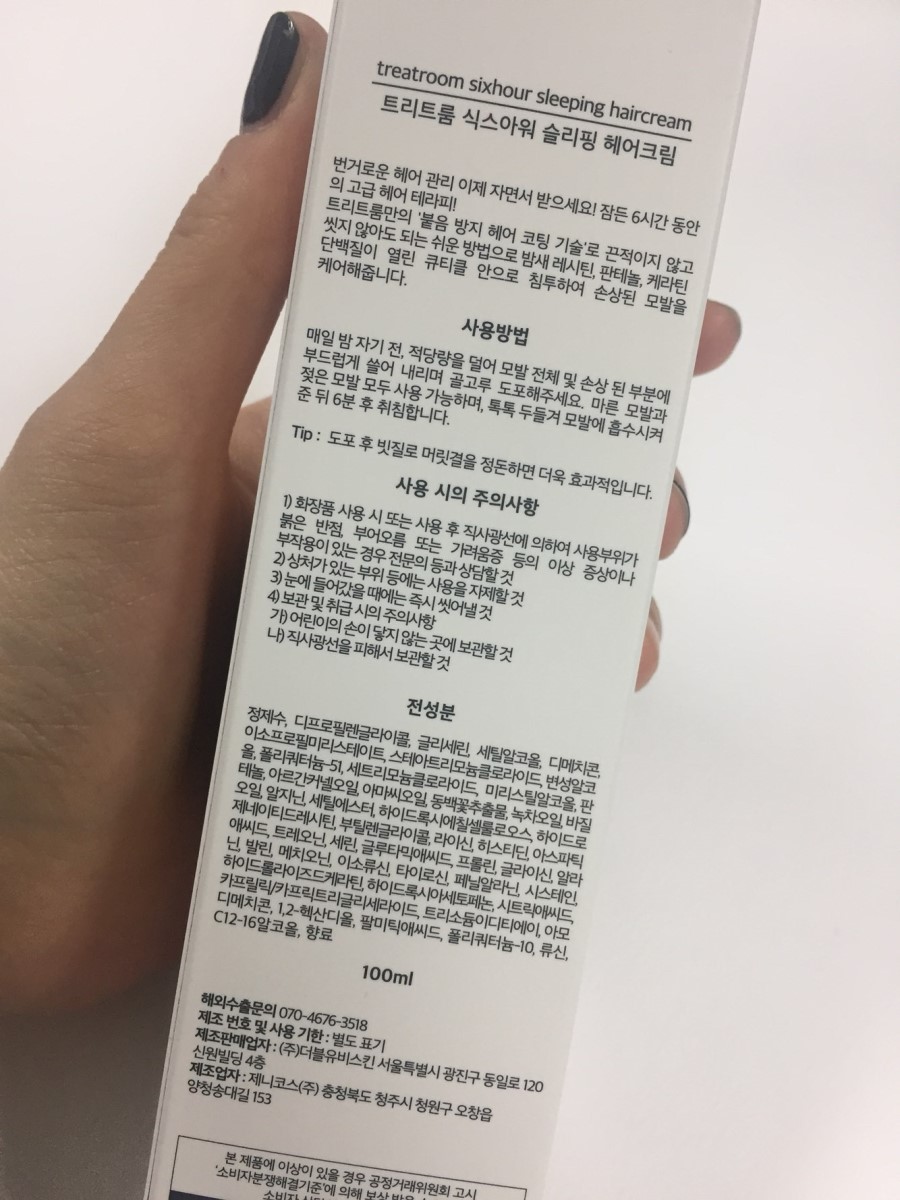 treatroom sixhour sleeping haircream
트리트룸 식스아워 슬리핑 헤어크림
번거로운 헤어 관리 이제 자면서 받으세요! 잠든 6시간 동안
의 고급 헤어 테라피!
트리트룸만의 '붙음 방지 헤어 코팅 기술'로 끈적이지 않고
씻지 않아도 되는 쉬운 방법으로 밤새 레시틴, 판테놀, 케라틴
단백질이 열린 큐티클 안으로 침투하여 손상된 모발을
케어해줍니다.
사용방법
매일 밤 자기 전, 적당량을 덜어 모발 전체 및 손상 된 부분에
부드럽게 쓸어 내리며 골고루 도포해주세요. 마른 모발과
젖은 모발 모두 사용 가능하며, 톡톡 두들겨 모발에 흡수시켜
준 뒤 6분 후 취침합니다.
Tip : 도포 후 빗질로 머릿결을 정돈하면 더욱 효과적입니다.
사용 시의 주의사항
1) 화장품 사용 시 또는 사용 후 직사광선에 의하여 사용부위가
붉은 반점, 부어오름 또는 가려움증 등의 이상 증상이나
부작용이 있는 경우 전문의 등과 상담할 것
2) 상처가 있는 부위 등에는 사용을 자제할 것
3) 눈에 들어갔을 때에는 즉시 씻어낼 것
4) 보관 및 취급 시의 주의사항
가) 어린이의 손이 닿지 않는 곳에 보관할 것
나) 직사광선을 피해서 보관할 것
전성분
정제수, 디프로필렌글라이콜, 글리세린, 세틸알코올, 디메치콘,
이소프로필미리스테이트, 스테아트리모늄클로라이드, 변성알코
올, 폴리쿼터늄-51, 세트리모늄클로라이드, 미리스틸알코올, 판
테놀, 아르간커넬오일, 아마씨오일, 동백꽃추출물, 녹차오일, 바질
오일, 알지닌, 세틸에스터, 하이드록시에칠셀룰로오스, 하이드로
제네이티드레시틴, 부틸렌글라이콜, 라이신, 히스티딘, 아스파틱
애씨드, 트레오닌, 세린, 글루타믹애씨드, 프롤린, 글라이신, 알라
닌, 발린, 메치오닌, 이소류신, 타이로신, 페닐알라닌, 시스테인,
하이드롤라이즈드케라틴, 하이드록시아세토페논, 시트릭애씨드,
카프릴릭/카프릭트리글리세라이드, 트리소듐이디티에이, 아모
디메치콘, 1,2-헥산디올, 팔미틱애씨드, 폴리쿼터늄-10, 류신,
C12-16알코올, 향료
100ml
해외수출문의 070-4676-3518
제조 번호 및 사용 기한 : 별도 표기
제조판매업자 : (주)더블유비스킨 서울특별시 광진구 동일로 120
신원빌딩 4층
제조업자 : 제니코스(주) 충청북도 청주시 청원구 오창읍
양청송대길 153
본 제품에 이상이 있을 경우 공정거래위원회 고시
'소비자분쟁해결기준'에 의해 보상 받을
소비자